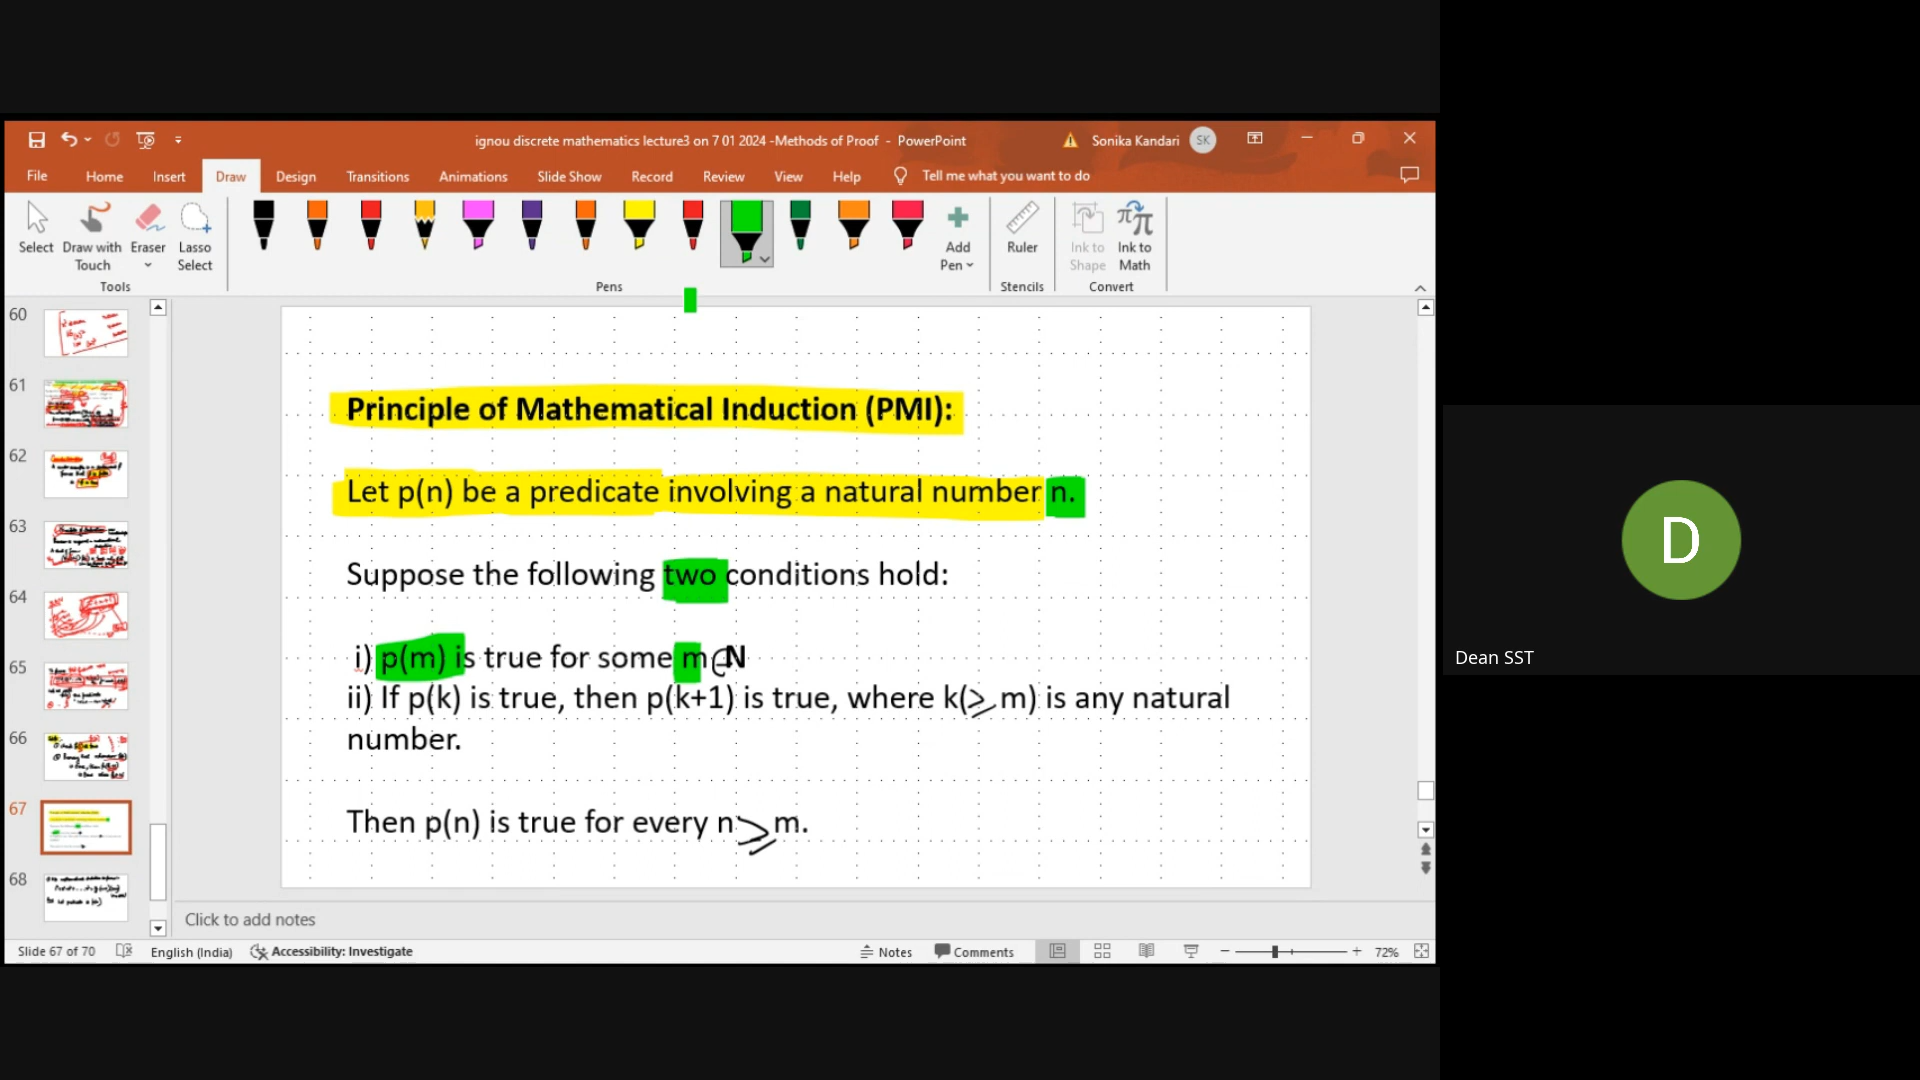 ignou discrete mathematics lecture3 on 7 01 2024 -Methods of Proof - PowerPoint
Sonika Kandari SK
File Home Insert Draw Design Transitions Animations Slide Show Record Review View Help Tell me what you want to do
Select Draw with Touch Eraser Lasso Select
Add Pen
Ruler
Ink to Shape Ink to Math
Tools Pens Stencils Convert
60
61
62
63
64
65
66
67
68
Principle of Mathematical Induction (PMI):
Let p(n) be a predicate involving a natural number n.
Suppose the following two conditions hold:
i) p(m) is true for some m∈N
ii) If p(k) is true, then p(k+1) is true, where k(⩾ m) is any natural
number.
Then p(n) is true for every n ⩾ m.
Click to add notes
Slide 67 of 70 English (India) Accessibility: Investigate Notes Comments 72%
D
Dean SST